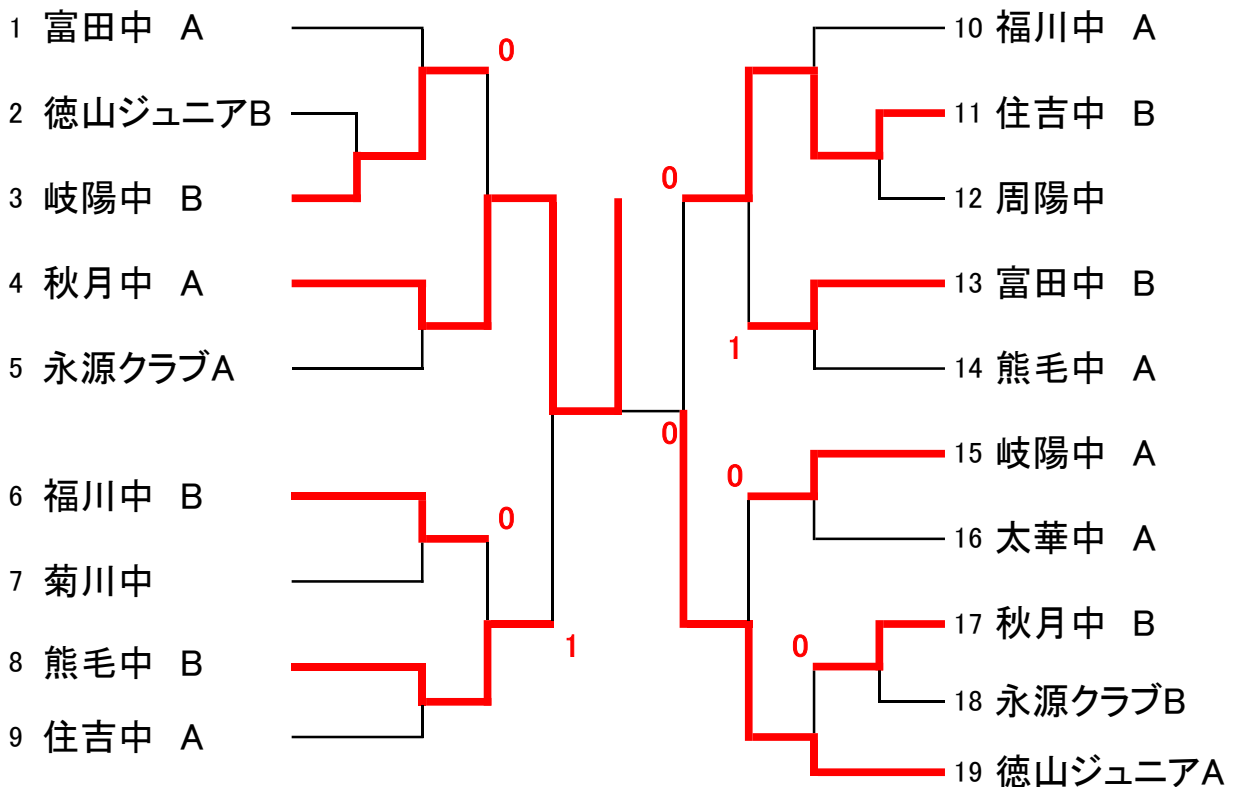 1 富田中 A
2 徳山ジュニアB
3 岐陽中 B
4 秋月中 A
5 永源クラブA
6 福川中 B
7 菊川中
8 熊毛中 B
9 住吉中 A
0
0
1
0
1
0
0
0
10 福川中 A
11 住吉中 B
12 周陽中
13 富田中 B
14 熊毛中 A
15 岐陽中 A
16 太華中 A
17 秋月中 B
18 永源クラブB
19 徳山ジュニアA